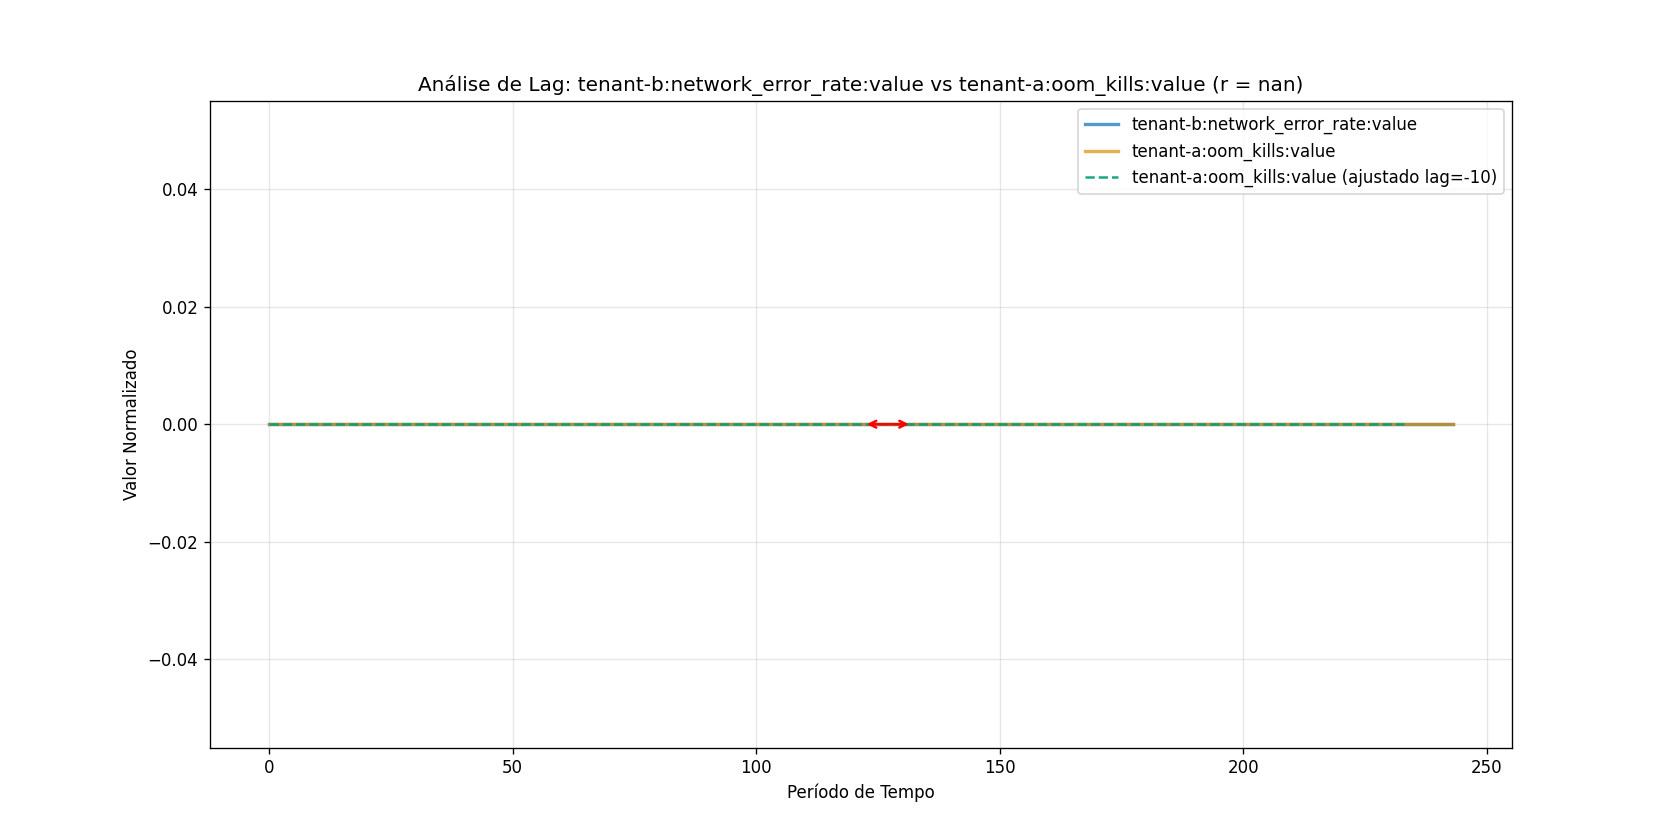 Análise de Lag: tenant-b:network_error_rate:value vs tenant-a:oom_kills:value (r = nan)
tenant-b:network_error_rate:value
tenant-a:oom_kills:value
tenant-a:oom_kills:value (ajustado lag=-10)
Valor Normalizado
0.04
0.02
0.00
−0.02
−0.04
0
50
100
150
200
250
Período de Tempo